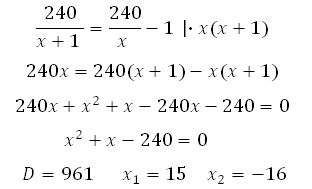 240/(x + 1) = 240/x − 1 |· x(x + 1)
240x = 240(x + 1) − x(x + 1)
240x + x² + x − 240x − 240 = 0
x² + x − 240 = 0
D = 961 x₁ = 15 x₂ = −16